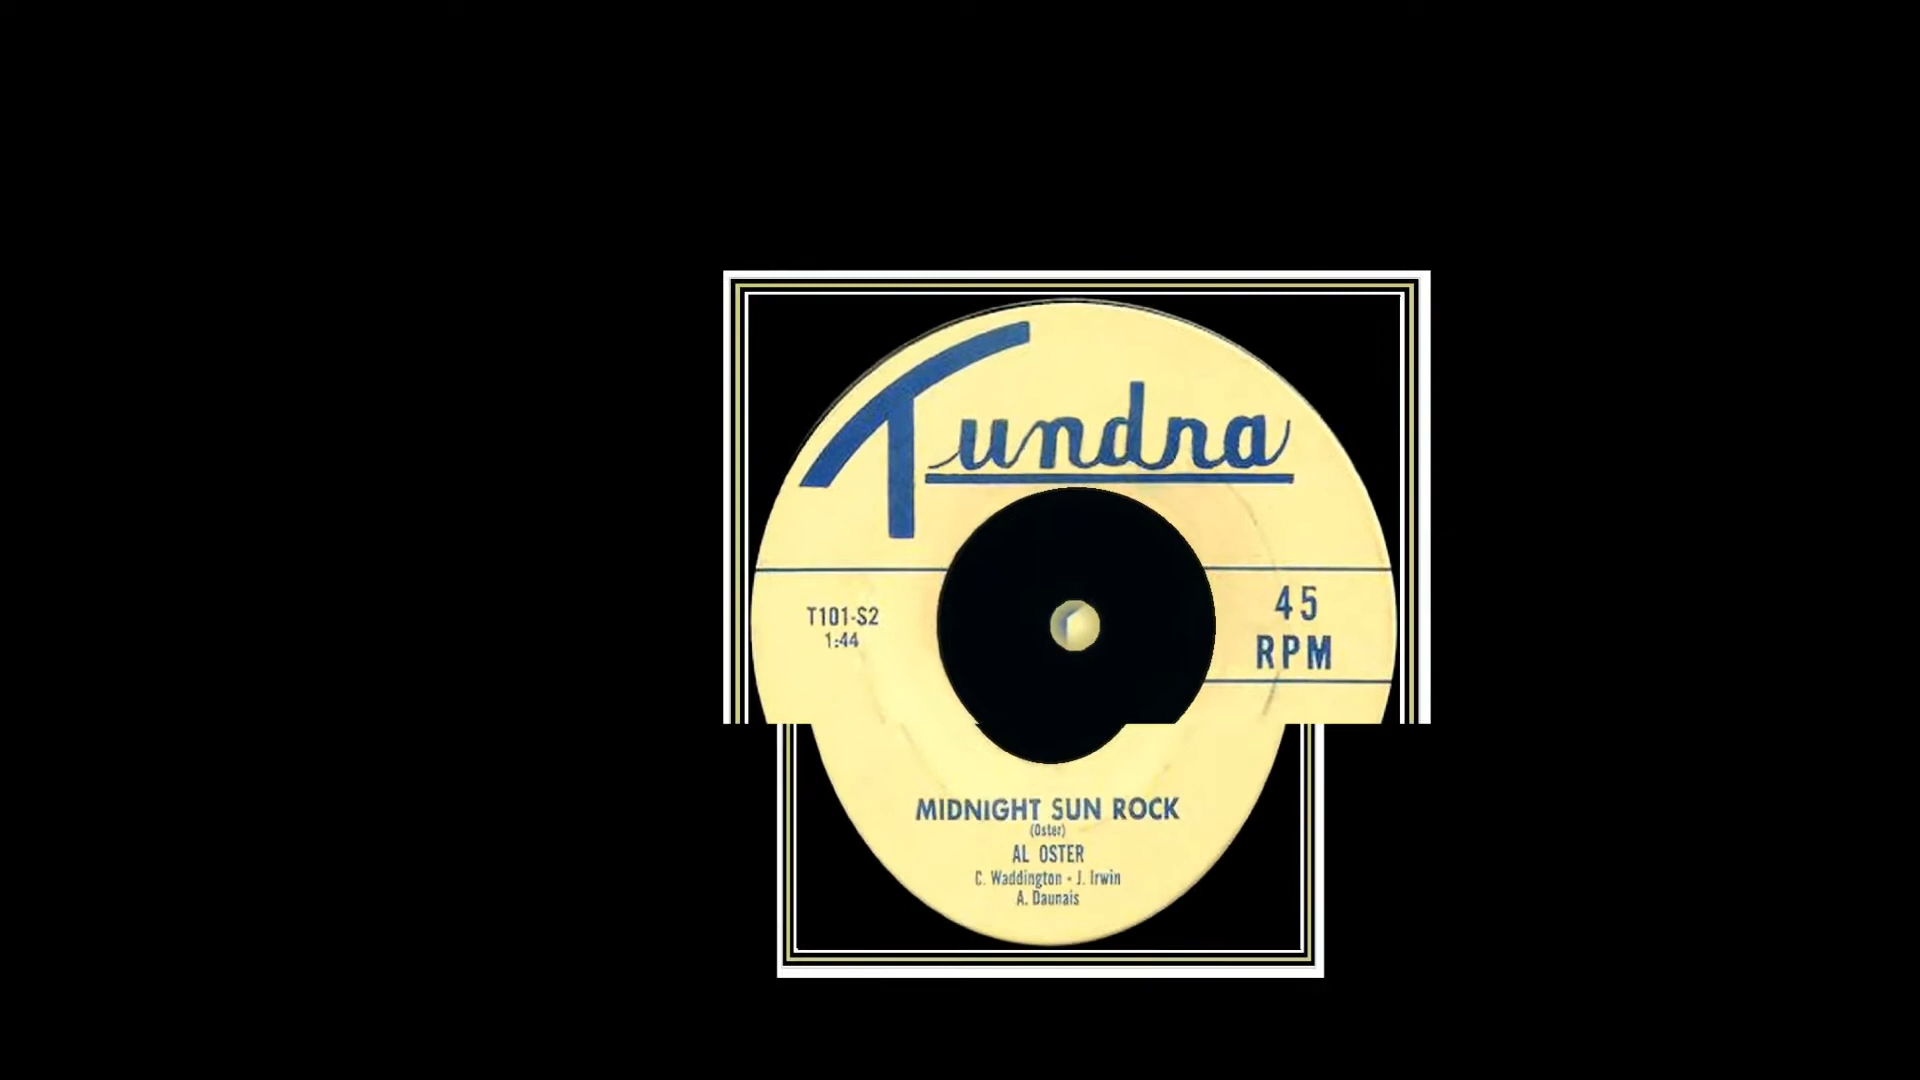 Tundra
T101-S2
1:44
45
RPM
MIDNIGHT SUN ROCK
(Oster)
AL OSTER
C. Waddington - J. Irwin
A. Daunais